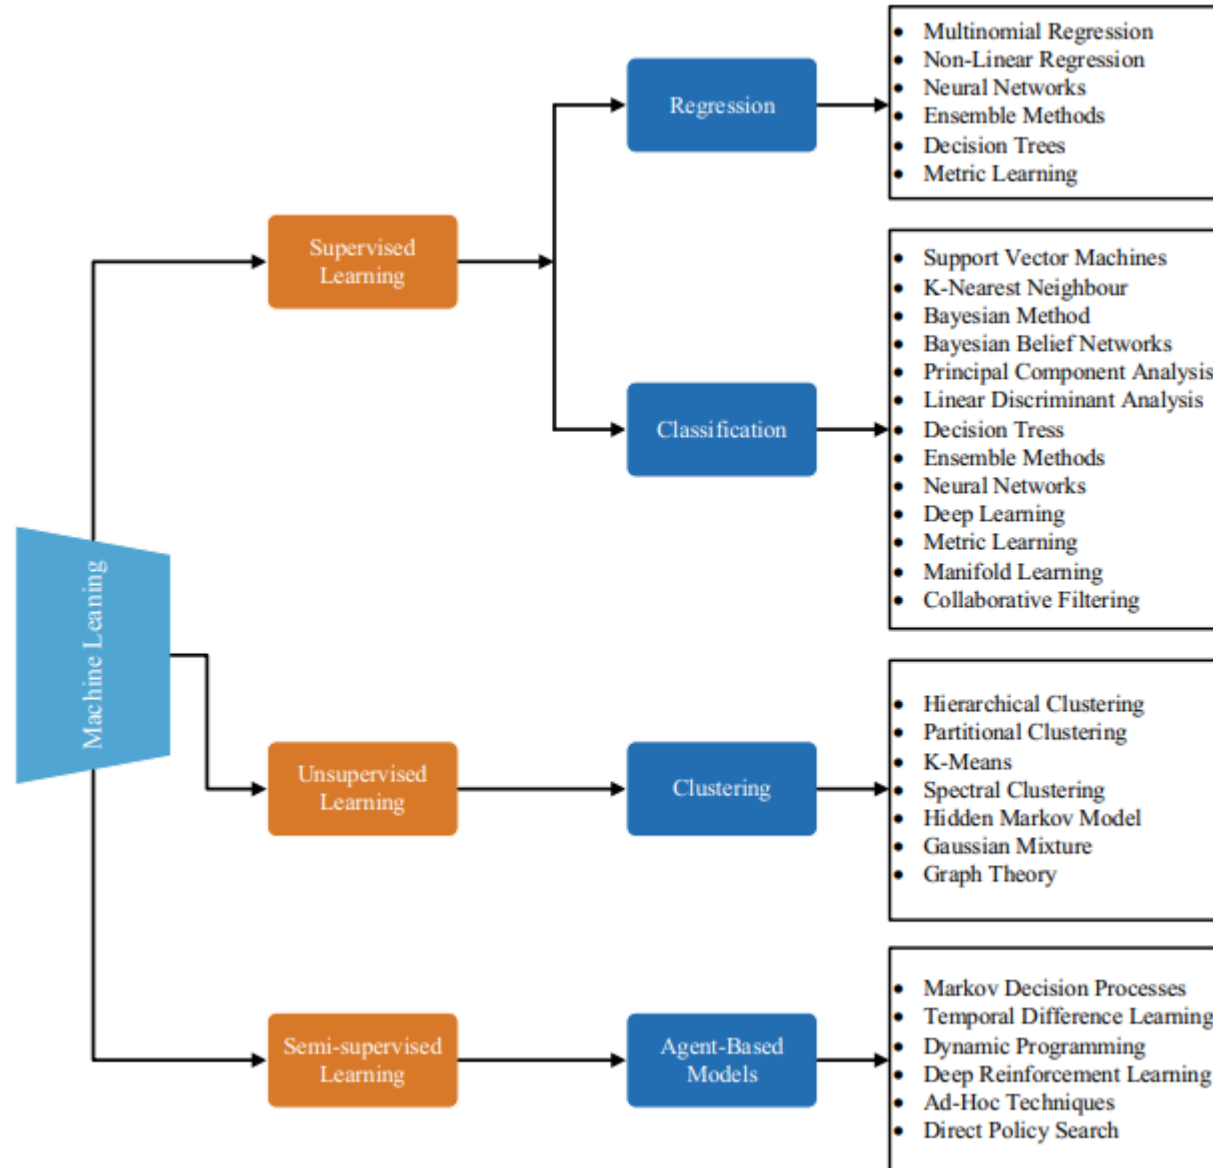 Machine Leaning
Supervised
Learning
Regression
• Multinomial Regression
• Non-Linear Regression
• Neural Networks
• Ensemble Methods
• Decision Trees
• Metric Learning
Classification
• Support Vector Machines
• K-Nearest Neighbour
• Bayesian Method
• Bayesian Belief Networks
• Principal Component Analysis
• Linear Discriminant Analysis
• Decision Tress
• Ensemble Methods
• Neural Networks
• Deep Learning
• Metric Learning
• Manifold Learning
• Collaborative Filtering
Unsupervised
Learning
Clustering
• Hierarchical Clustering
• Partitional Clustering
• K-Means
• Spectral Clustering
• Hidden Markov Model
• Gaussian Mixture
• Graph Theory
Semi-supervised
Learning
Agent-Based
Models
• Markov Decision Processes
• Temporal Difference Learning
• Dynamic Programming
• Deep Reinforcement Learning
• Ad-Hoc Techniques
• Direct Policy Search